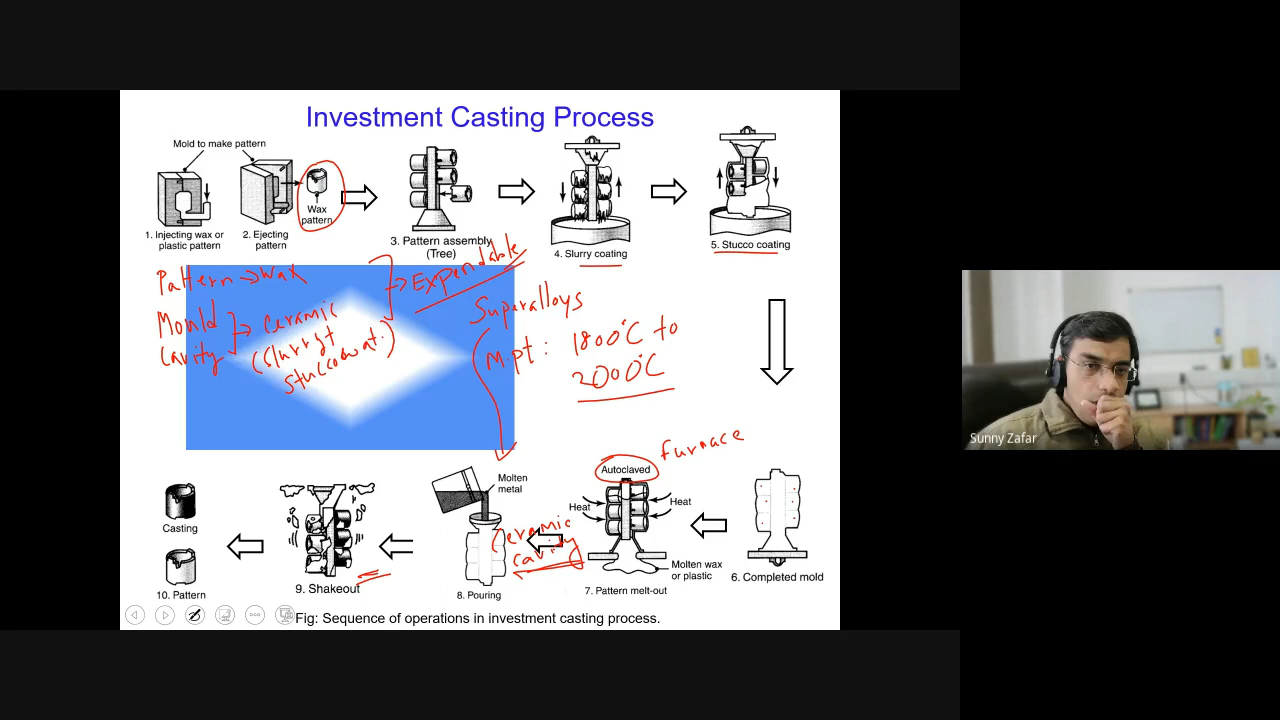 Investment Casting Process
Mold to make pattern
Wax
pattern
1. Injecting wax or
plastic pattern
2. Ejecting
pattern
3. Pattern assembly
(Tree)
4. Slurry coating
5. Stucco coating
Pattern → Wax
Mould
Cavity
→ Ceramic
(Slurry+
stuccowat.)
→ Expendable
Superalloys
M.pt: 1800°C to
2000°C
furnace
Autoclaved
Heat
Heat
Molten wax
or plastic
6. Completed mold
7. Pattern melt-out
Molten
metal
Ceramic
cavity
8. Pouring
9. Shakeout
Casting
10. Pattern
Fig: Sequence of operations in investment casting process.
Sunny Zafar